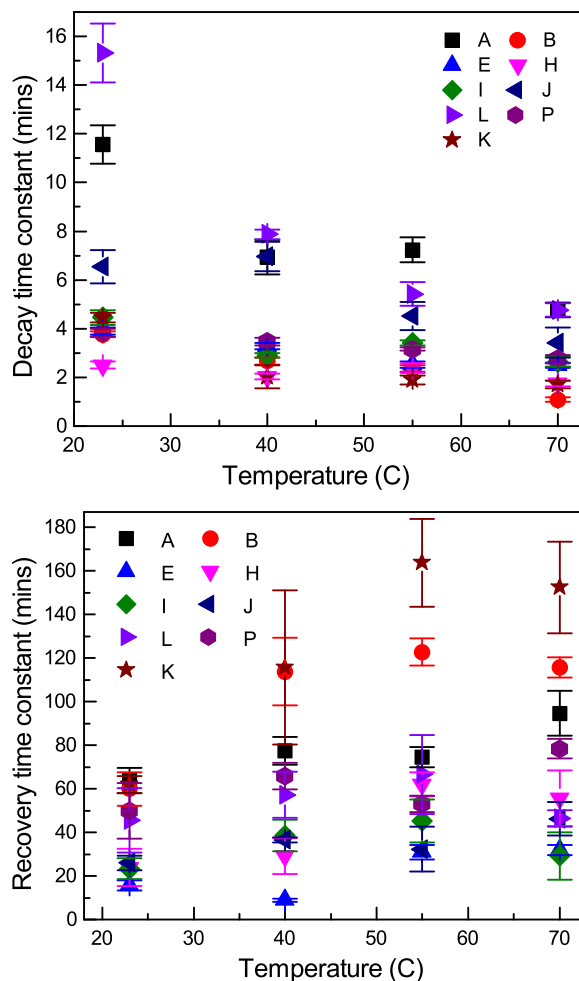 16
14
12
10
8
6
4
2
0
Decay time constant (mins)
A B
E H
I J
L P
K
20 30 40 50 60 70
Temperature (C)
180
160
140
120
100
80
60
40
20
0
Recovery time constant (mins)
A B
E H
I J
L P
K
20 30 40 50 60 70
Temperature (C)